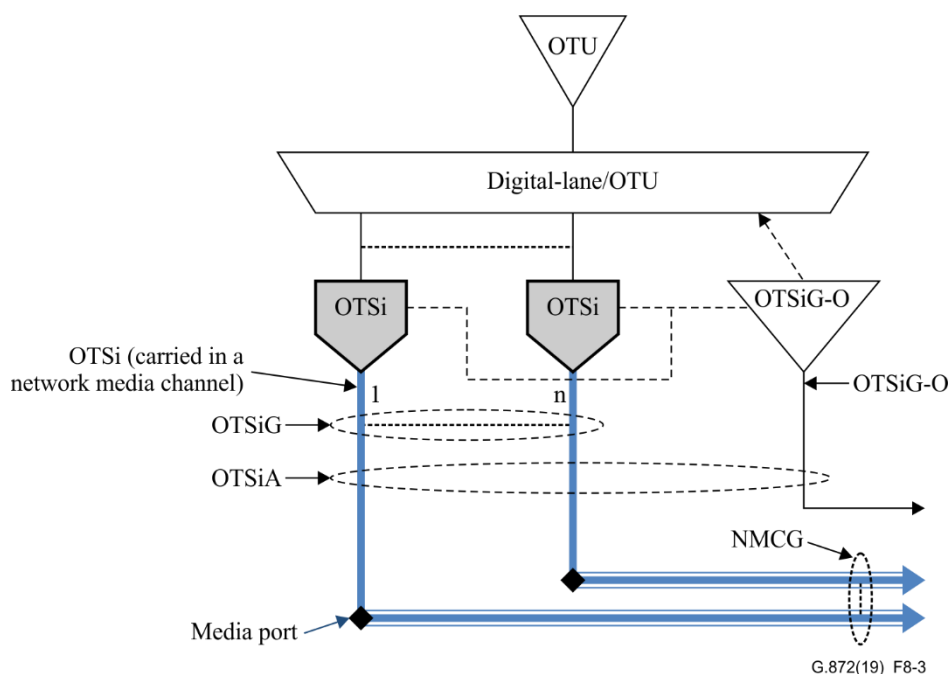 OTU
Digital-lane/OTU
OTSi
OTSi
OTSiG-O
OTSi (carried in a
network media channel)
1
n
OTSiG-O
OTSiG
OTSiA
NMCG
Media port
G.872(19)_F8-3